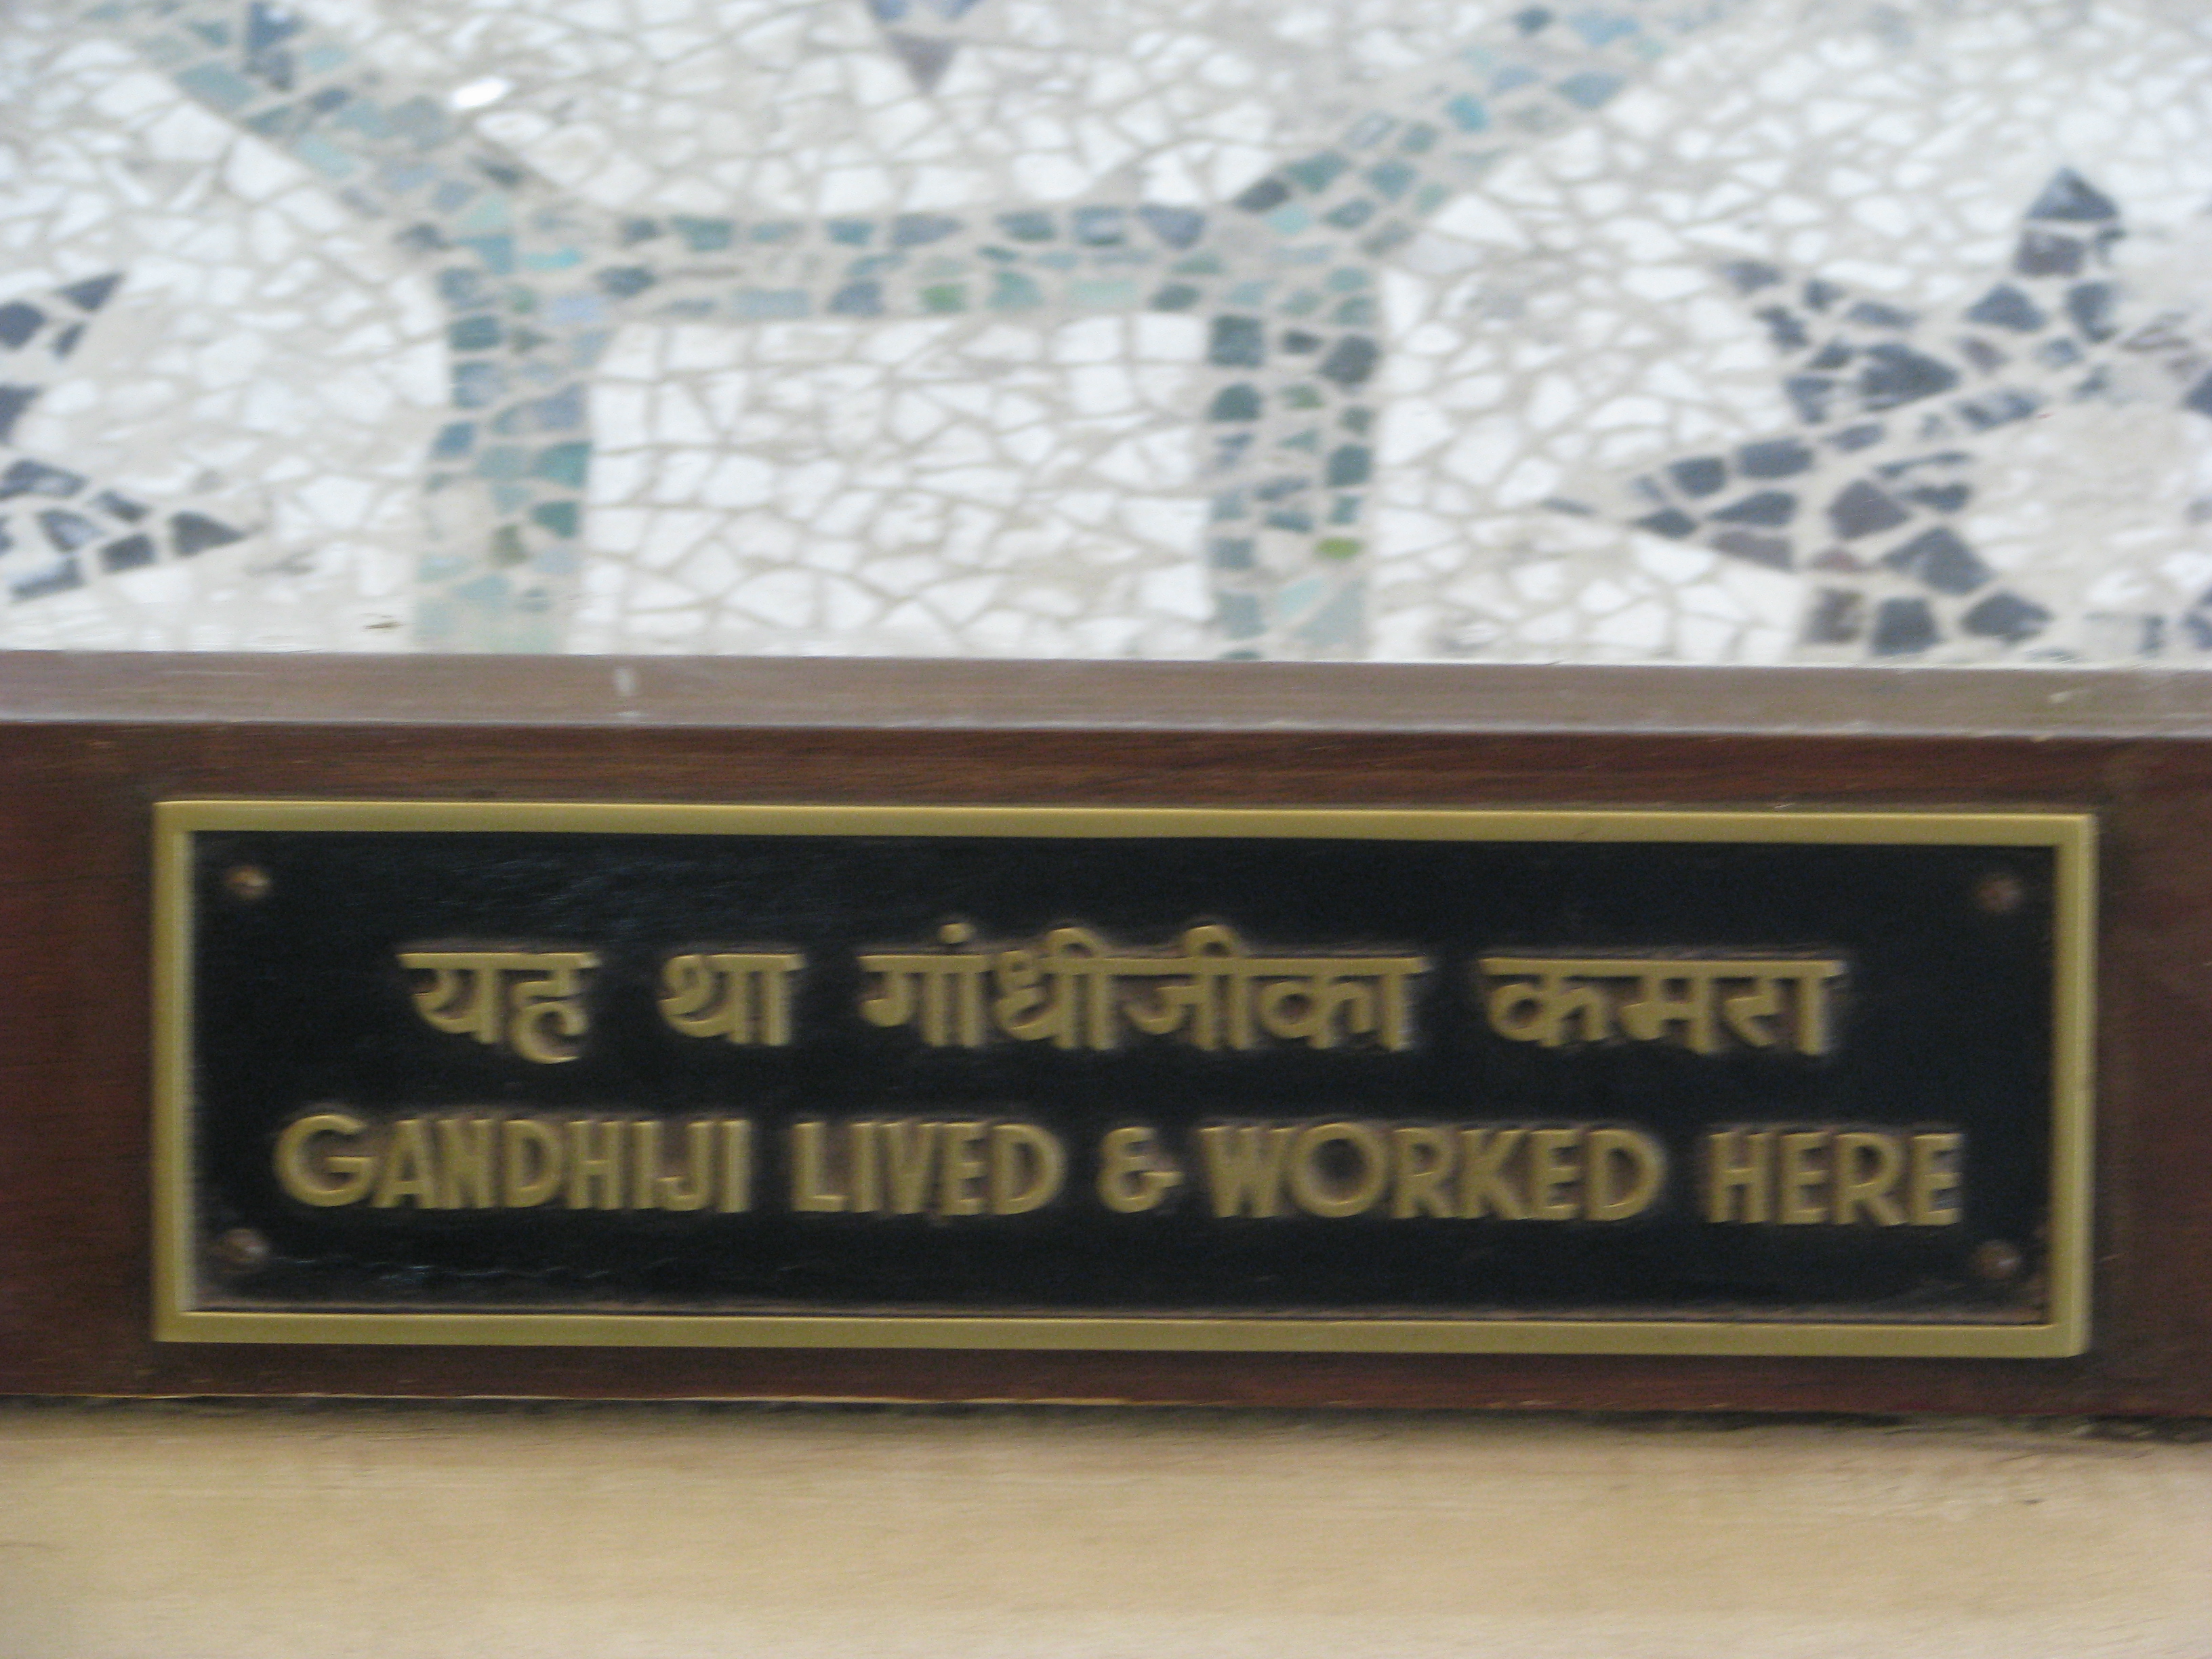 यह था गांधीजीका कमरा
GANDHIJI LIVED & WORKED HERE